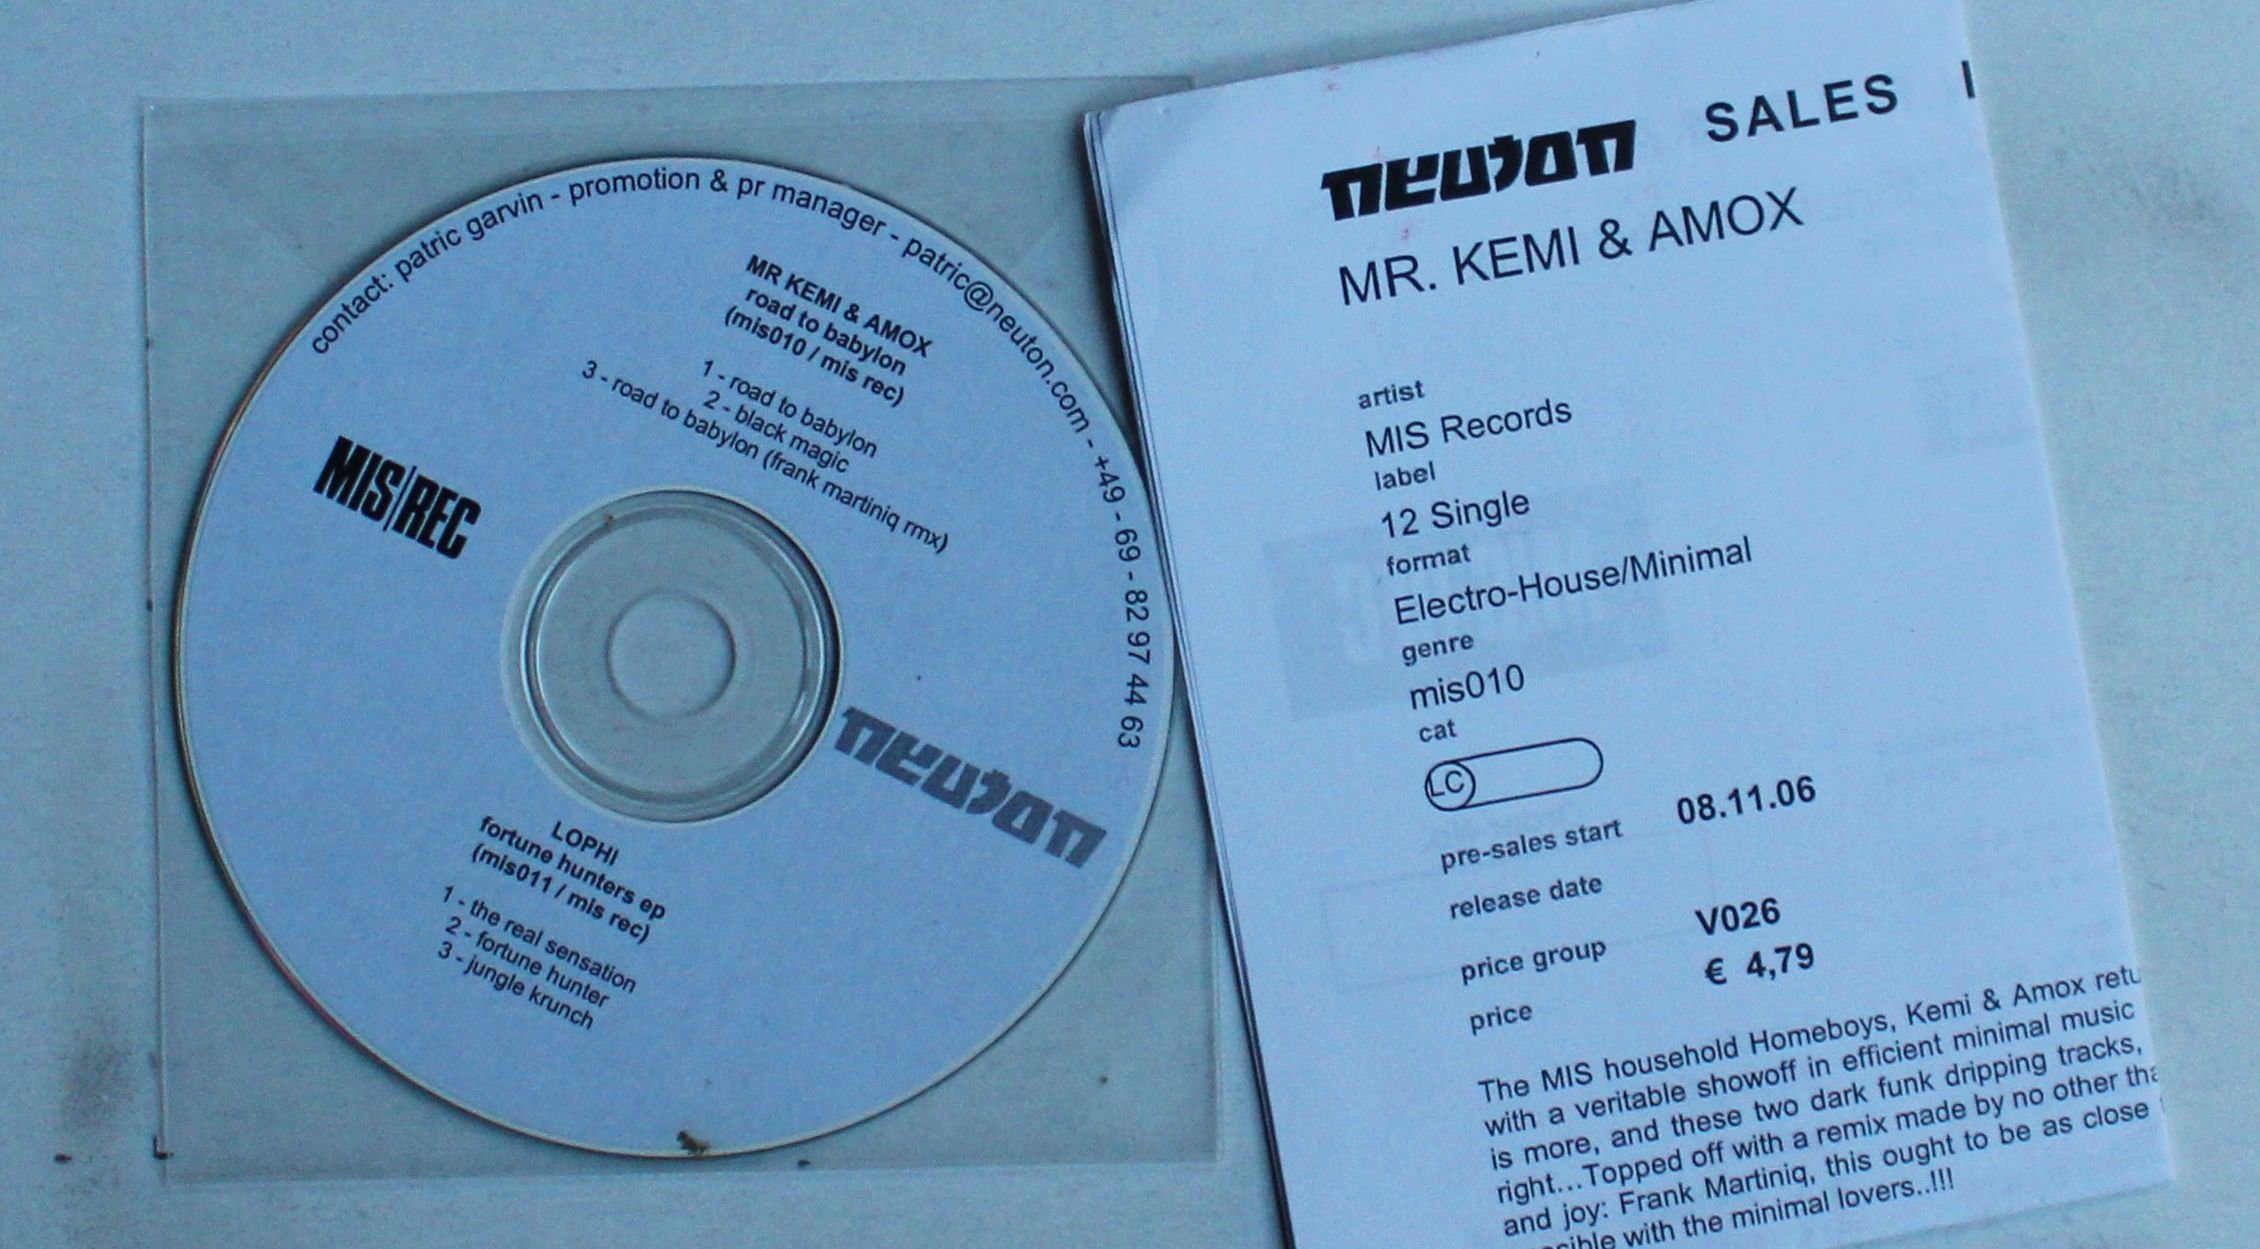 contact: patric garvin - promotion & pr manager - patric@neuton.com - +49 - 69 - 82 97 44 63
MR KEMI & AMOX
road to babylon
(mis010 / mis rec)
1 - road to babylon
2 - black magic
3 - road to babylon (frank martiniq rmx)
MIS/REC
neuton
LOPHI
fortune hunters ep
(mis011 / mis rec)
1 - the real sensation
2 - fortune hunter
3 - jungle krunch
neuton SALES
MR. KEMI & AMOX
artist
MIS Records
label
12 Single
format
Electro-House/Minimal
genre
mis010
cat
LC
pre-sales start 08.11.06
release date
price group V026
price € 4,79
The MIS household Homeboys, Kemi & Amox retu
with a veritable showoff in efficient minimal music
is more, and these two dark funk dripping tracks,
right...Topped off with a remix made by no other tha
and joy: Frank Martiniq, this ought to be as close
with the minimal lovers..!!!